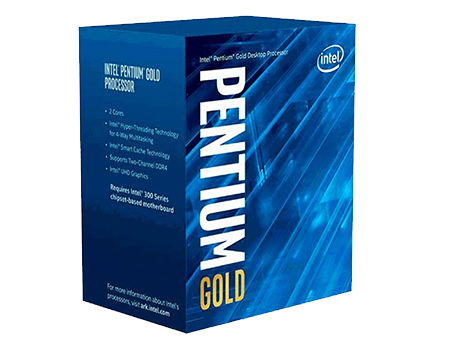 INTEL® PENTIUM® GOLD
PROCESSOR
• 2 Cores
• Intel® Hyper-Threading Technology
for 4-Way Multitasking
• Intel® Smart Cache Technology
• Supports Two-Channel DDR4
• Intel® UHD Graphics
Requires Intel® 300 Series
chipset-based motherboard
For more information about Intel's
processors, visit ark.intel.com
Intel® Pentium® Gold Desktop Processor
intel
PENTIUM
GOLD